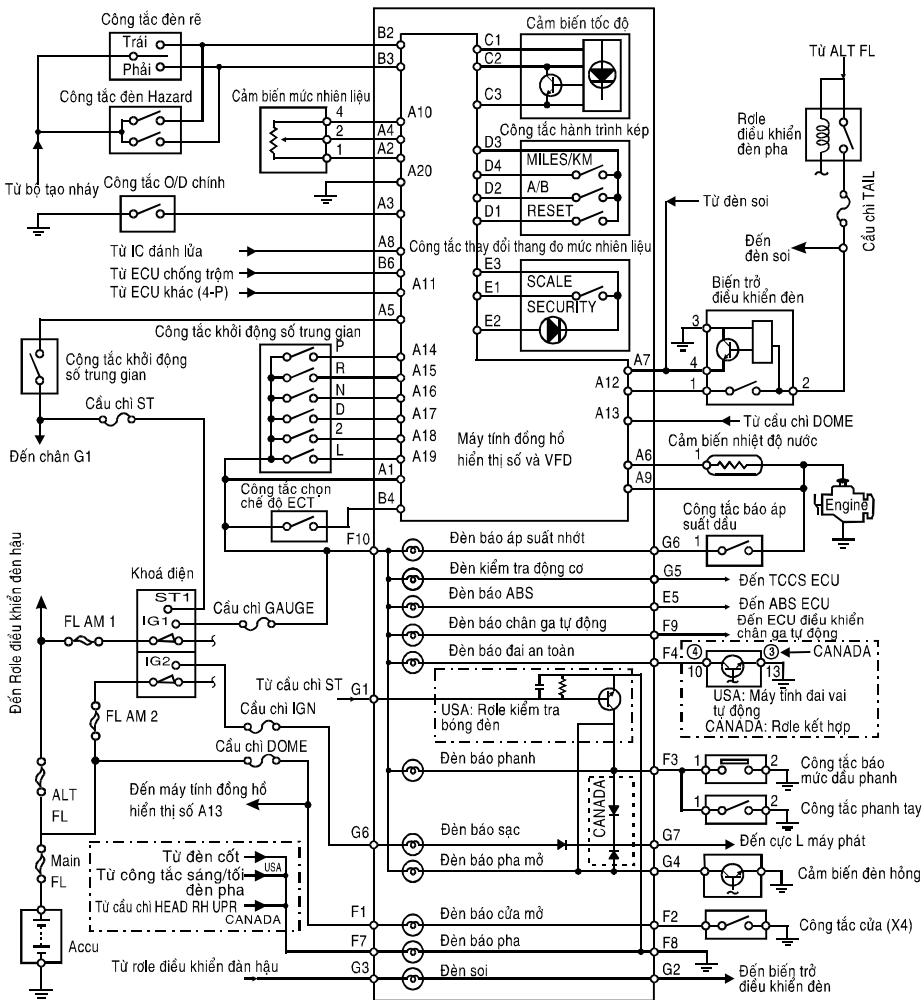 Công tắc đèn rẽ
Trái
Phải
Công tắc đèn Hazard
Từ bộ tạo nháy
Cảm biến mức nhiên liệu
4
2
1
Công tắc O/D chính
B2
B3
A10
A4
A2
A20
A3
Từ IC đánh lửa
A8
Từ ECU chống trộm
B6
Từ ECU khác (4-P)
A11
A5
Công tắc khởi động số trung gian
P
R
N
D
2
L
A14
A15
A16
A17
A18
A19
A1
B4
Công tắc khởi động
số trung gian
Cầu chì ST
Đến chân G1
Công tắc chọn
chế độ ECT
F10
Cảm biến tốc độ
C1
C2
C3
Công tắc hành trình kép
D3
D4
D2
D1
MILES/KM
A/B
RESET
Công tắc thay đổi thang đo mức nhiên liệu
E3
E1
E2
SCALE
SECURITY
Máy tính đồng hồ
hiển thị số và VFD
A7
A12
A13
A6
A9
Từ ALT FL
Rơle
điều khiển
đèn pha
Cầu chì TAIL
Từ đèn soi
Đến
đèn soi
Biến trở
điều khiển đèn
3
4
1
2
Từ cầu chì DOME
Cảm biến nhiệt độ nước
1
Engine
Công tắc báo áp
suất dầu
1
Đèn báo áp suất nhớt
G6
Đèn kiểm tra động cơ
G5
Đến TCCS ECU
Đèn báo ABS
E5
Đến ABS ECU
Đèn báo chân ga tự động
F9
Đến ECU điều khiển
chân ga tự động
Đèn báo đai an toàn
F4
4
3
CANADA
10
13
USA: Máy tính đai vai
tự động
CANADA: Rơle kết hợp
Khoá điện
ST1
IG1
IG2
FL AM 1
FL AM 2
Cầu chì GAUGE
Cầu chì IGN
Cầu chì DOME
Đến Role điều khiển đèn hậu
Từ cầu chì ST
G1
USA: Rơle kiểm tra
bóng đèn
Đèn báo phanh
F3
1
2
Công tắc báo
mức dầu phanh
1
2
Công tắc phanh tay
CANADA
Đến máy tính đồng hồ
hiển thị số A13
ALT
FL
Main
FL
Accu
G6
Đèn báo sạc
G7
Đến cực L máy phát
Đèn báo pha mở
G4
Cảm biến đèn hỏng
Từ đèn cốt
USA
Từ công tắc sáng/tối
đèn pha
Từ cầu chì HEAD RH UPR
CANADA
F1
Đèn báo cửa mở
F2
Công tắc cửa (X4)
F7
Đèn báo pha
F8
Từ role điều khiển đàn hậu
G3
Đèn soi
G2
Đến biến trở
điều khiển đèn